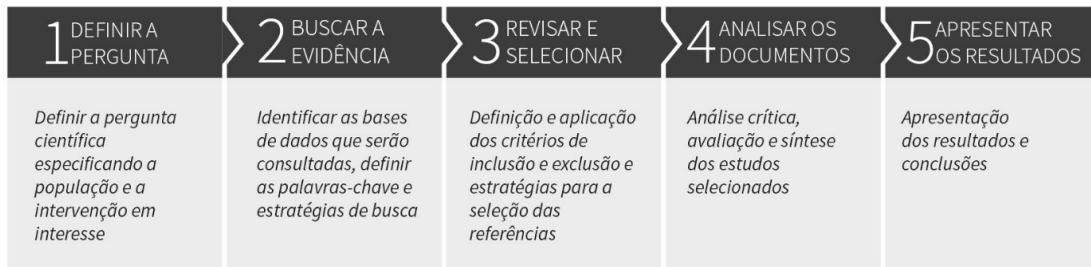 1 DEFINIR A
PERGUNTA
Definir a pergunta
científica
especificando a
população e a
intervenção em
interesse
2 BUSCAR A
EVIDÊNCIA
Identificar as bases
de dados que serão
consultadas, definir
as palavras-chave e
estratégias de busca
3 REVISAR E
SELECIONAR
Definição e aplicação
dos critérios de
inclusão e exclusão e
estratégias para a
seleção das
referências
4 ANALISAR OS
DOCUMENTOS
Análise crítica,
avaliação e síntese
dos estudos
selecionados
5 APRESENTAR
OS RESULTADOS
Apresentação
dos resultados e
conclusões